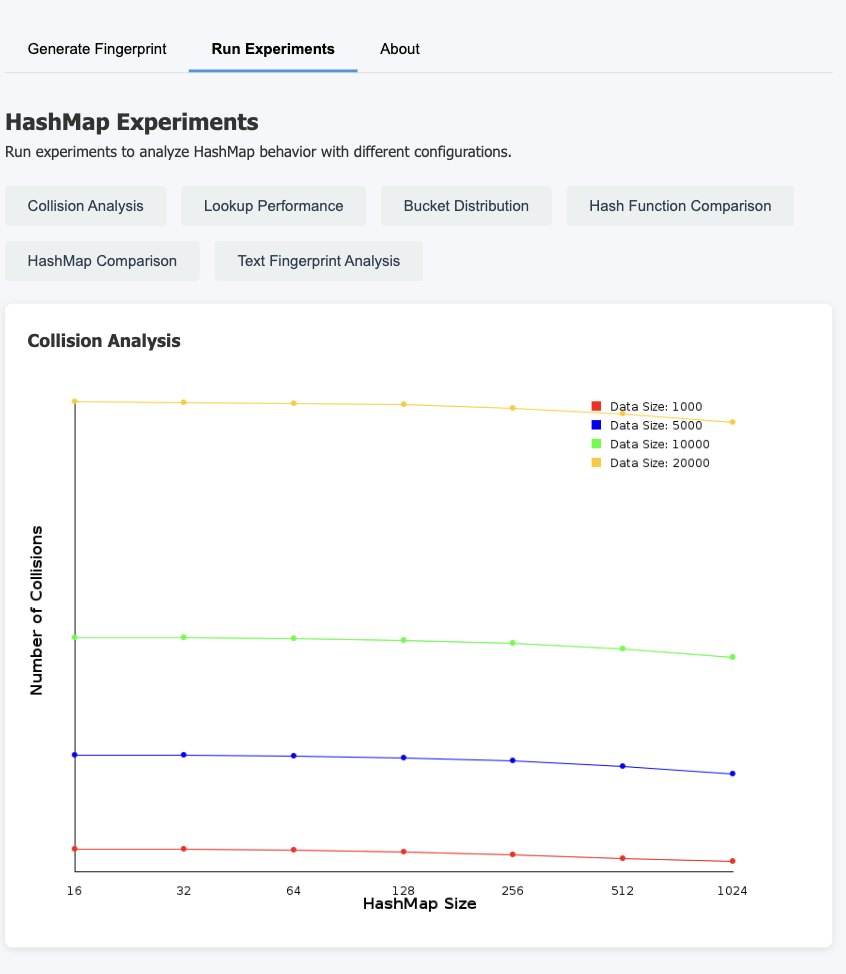 Generate Fingerprint Run Experiments About
HashMap Experiments
Run experiments to analyze HashMap behavior with different configurations.
Collision Analysis Lookup Performance Bucket Distribution Hash Function Comparison
HashMap Comparison Text Fingerprint Analysis
Collision Analysis
Data Size: 1000
Data Size: 5000
Data Size: 10000
Data Size: 20000
Number of Collisions
16 32 64 128 256 512 1024
HashMap Size